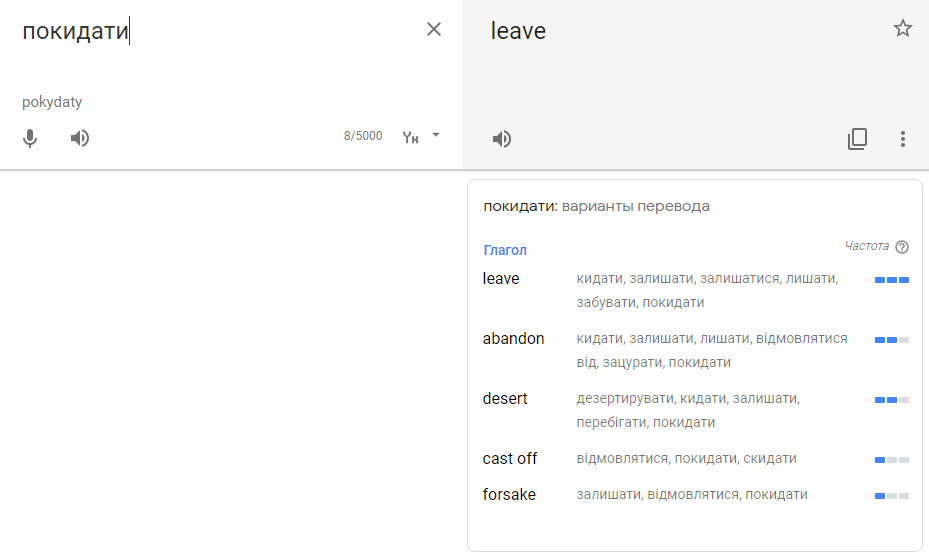 покидати
leave
pokydaty
8/5000
покидати: варианты перевода
Глагол
Частота
leave
кидати, залишати, залишатися, лишати,
забувати, покидати
abandon
кидати, залишати, лишати, відмовлятися
від, зацурати, покидати
desert
дезертирувати, кидати, залишати,
перебігати, покидати
cast off
відмовлятися, покидати, скидати
forsake
залишати, відмовлятися, покидати